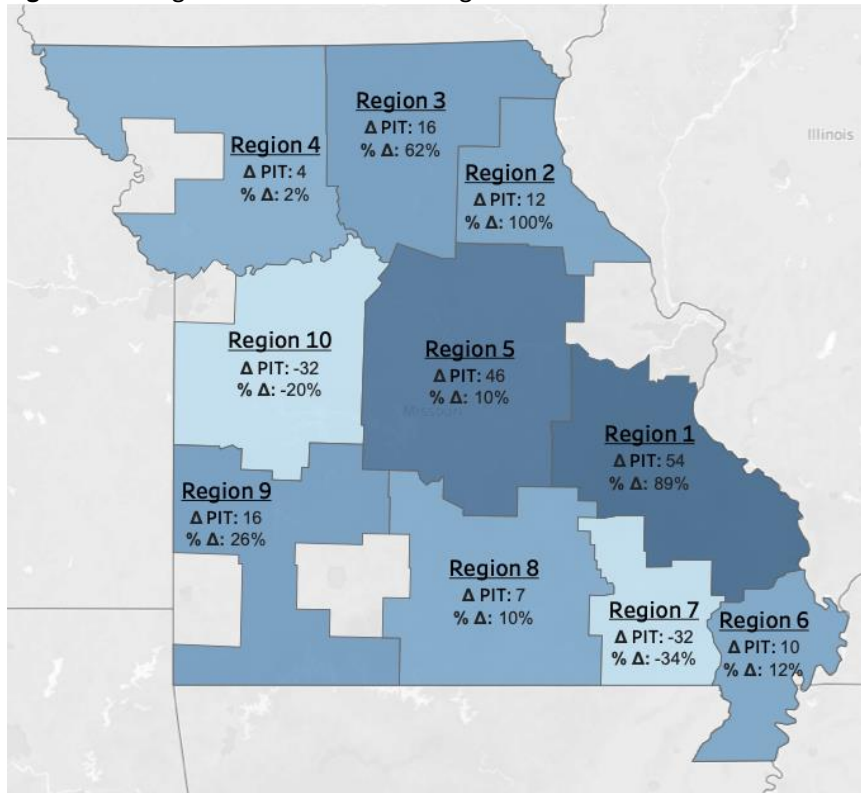 Region 3
Δ PIT: 16
% Δ: 62%
Illinois
Region 4
Δ PIT: 4
% Δ: 2%
Region 2
Δ PIT: 12
% Δ: 100%
Region 10
Δ PIT: -32
% Δ: -20%
Region 5
Δ PIT: 46
% Δ: 10%
Missouri
Region 1
Δ PIT: 54
% Δ: 89%
Region 9
Δ PIT: 16
% Δ: 26%
Region 8
Δ PIT: 7
% Δ: 10%
Region 7
Δ PIT: -32
% Δ: -34%
Region 6
Δ PIT: 10
% Δ: 12%